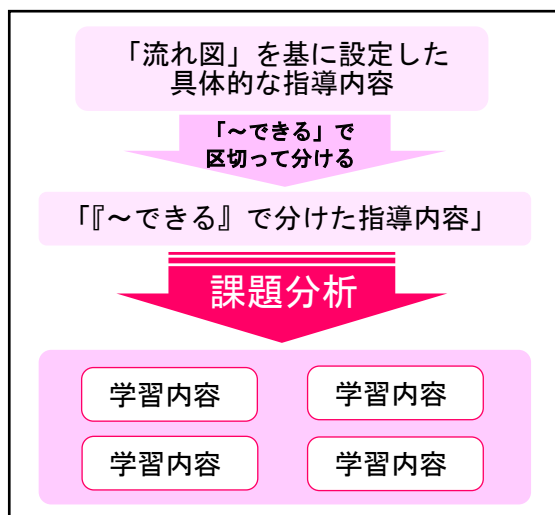 「流れ図」を基に設定した
具体的な指導内容
「～できる」で
区切って分ける
「『～できる』で分けた指導内容」
課題分析
学習内容
学習内容
学習内容
学習内容